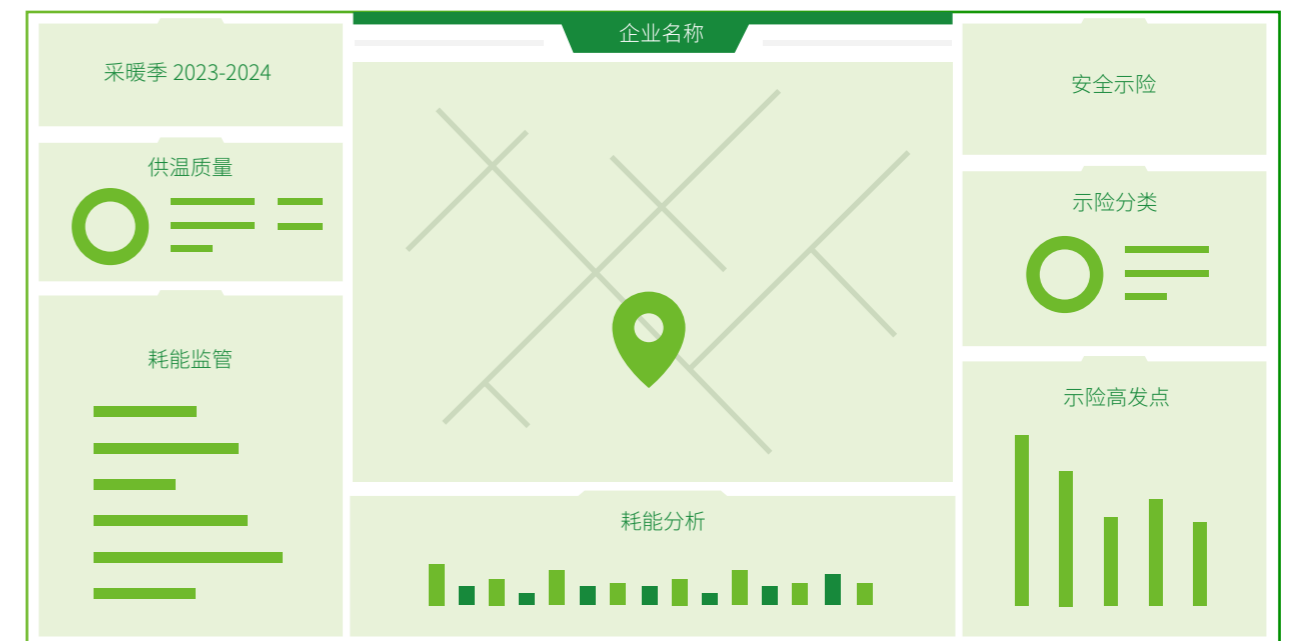 企业名称
采暖季 2023-2024
供温质量
耗能监管
耗能分析
安全示险
示险分类
示险高发点